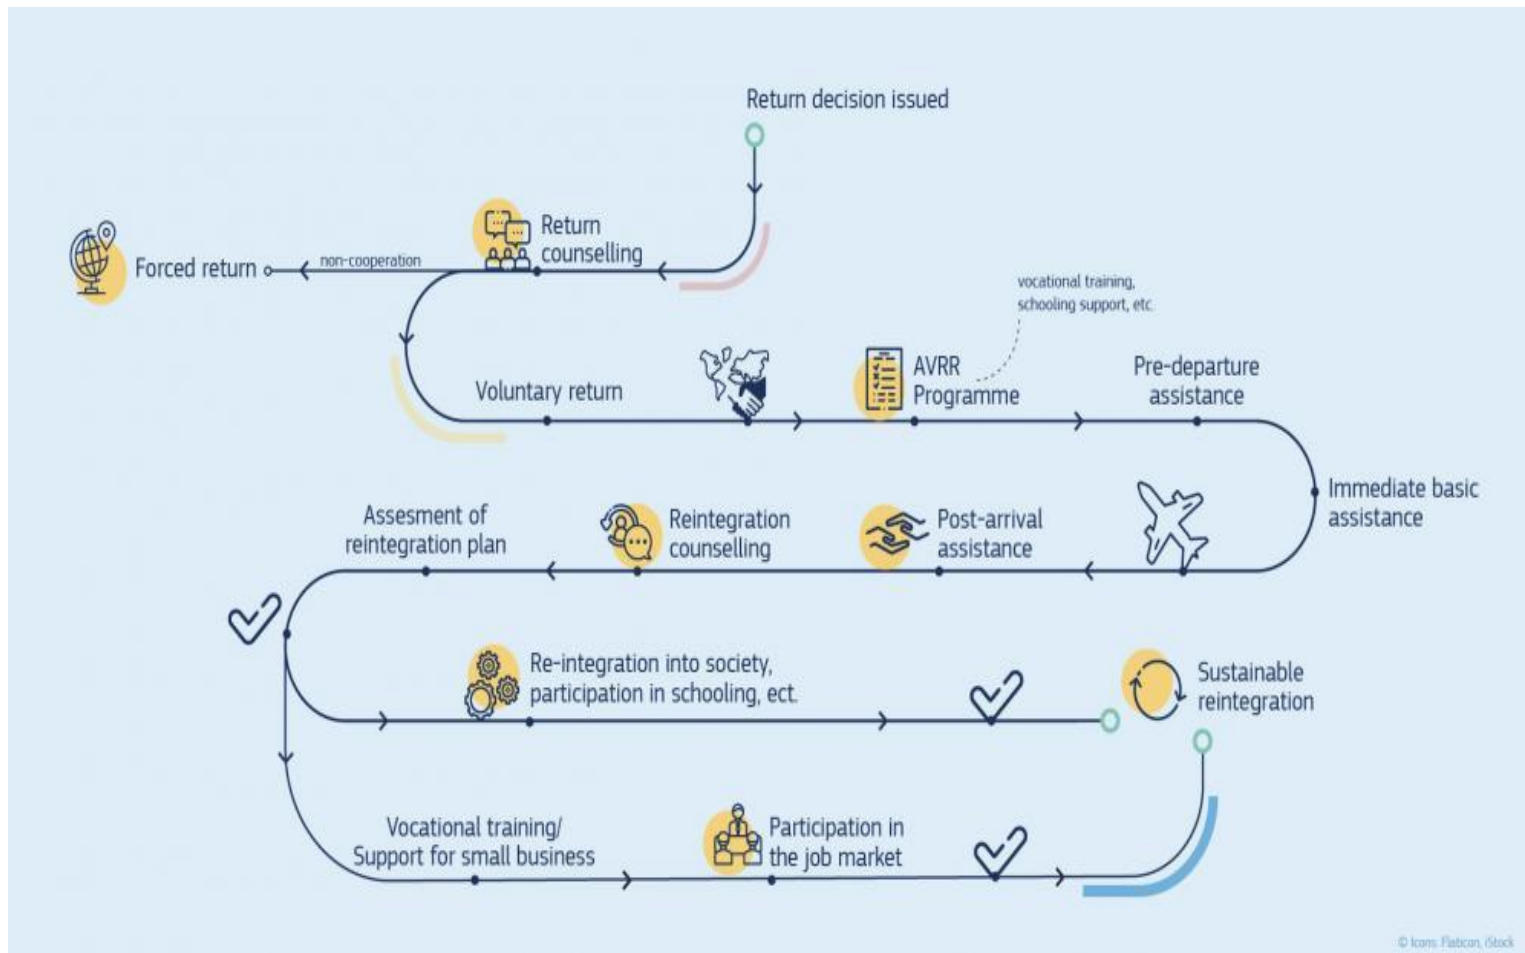 Return decision issued
Return
counselling
non-cooperation
Forced return
vocational training,
schooling support, etc.
Voluntary return
AVRR
Programme
Pre-departure
assistance
Immediate basic
assistance
Post-arrival
assistance
Reintegration
counselling
Assesment of
reintegration plan
Re-integration into society,
participation in schooling, ect.
Sustainable
reintegration
Vocational training/
Support for small business
Participation in
the job market
© Icons: Flaticon, iStock